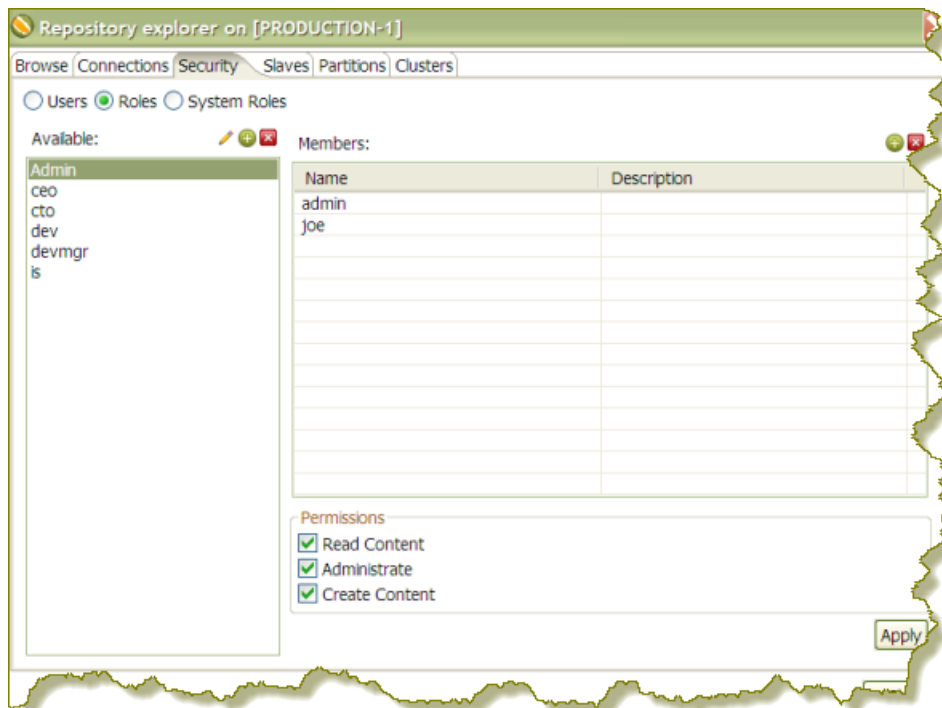 Repository explorer on [PRODUCTION-1]
Browse Connections Security Slaves Partitions Clusters
Users Roles System Roles
Available:
Members:
Admin
ceo
cto
dev
devmgr
is
Name Description
admin
joe
Permissions
Read Content
Administrate
Create Content
Apply